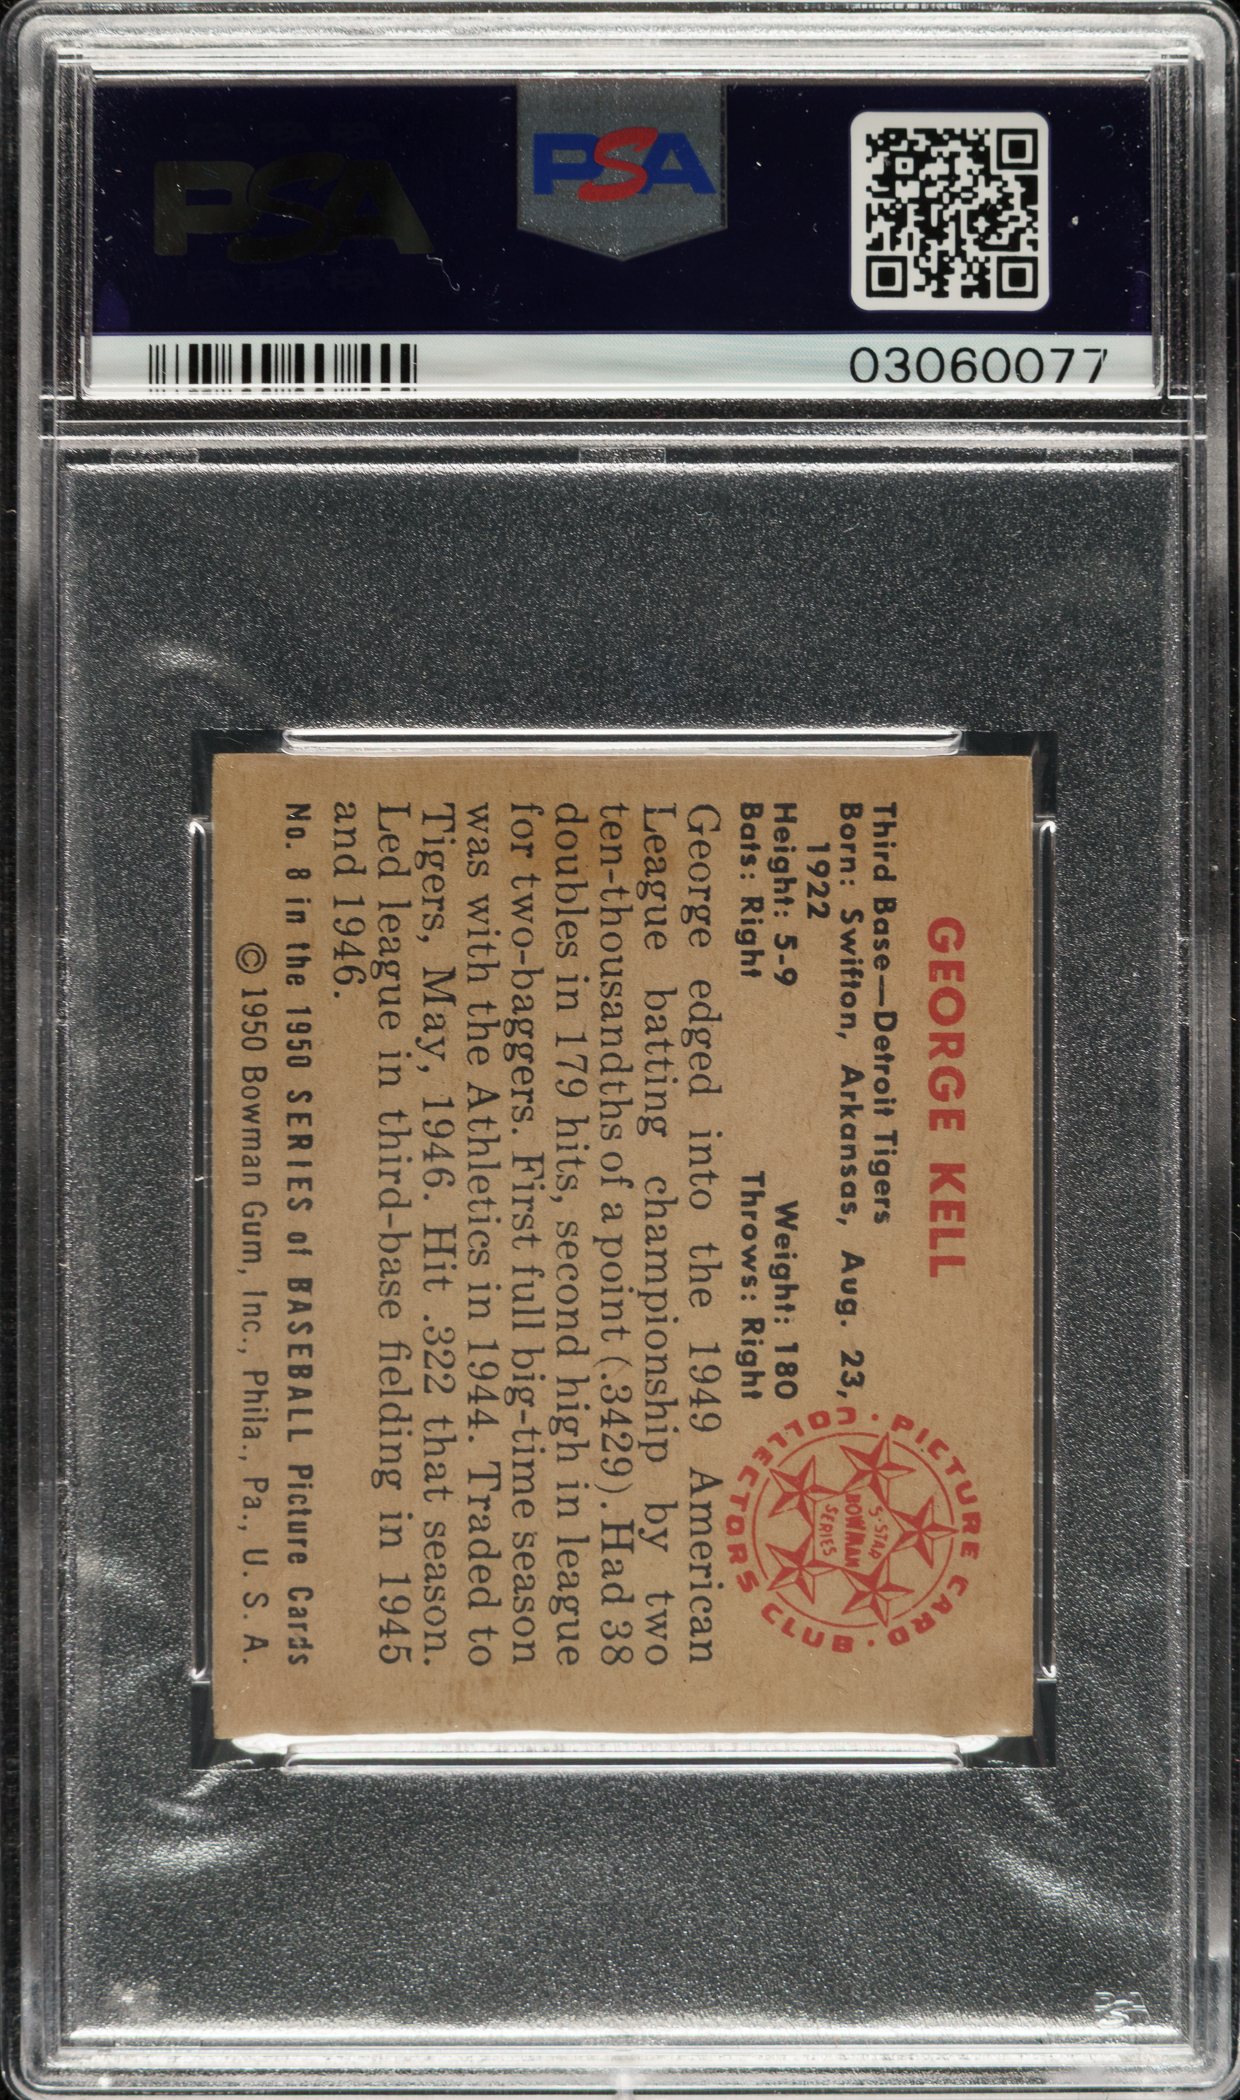 PSA
PSA
03060077
GEORGE KELL
Third Base—Detroit Tigers
Born: Swifton, Arkansas, Aug. 23,
1922
Height: 5-9 Weight: 180
Bats: Right Throws: Right
PICTURE CARD · COLLECTORS CLUB ·
5-STAR
BOWMAN
SERIES
George edged into the 1949 American
League batting championship by two
ten-thousandths of a point (.3429). Had 38
doubles in 179 hits, second high in league
for two-baggers. First full big-time season
was with the Athletics in 1944. Traded to
Tigers, May, 1946. Hit .322 that season.
Led league in third-base fielding in 1945
and 1946.
No. 8 in the 1950 SERIES of BASEBALL Picture Cards
© 1950 Bowman Gum, Inc., Phila., Pa., U. S. A.
PSA